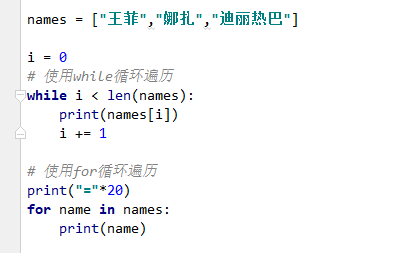 names = ["王菲","娜扎","迪丽热巴"]
i = 0
# 使用while循环遍历
while i < len(names):
    print(names[i])
    i += 1
# 使用for循环遍历
print("="*20)
for name in names:
    print(name)